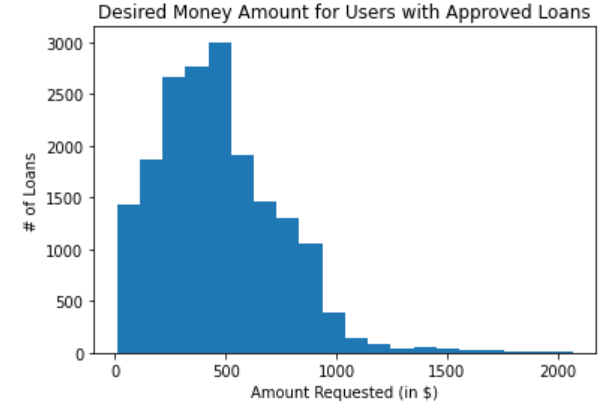 Desired Money Amount for Users with Approved Loans
3000
2500
2000
1500
1000
500
0
# of Loans
0 500 1000 1500 2000
Amount Requested (in $)